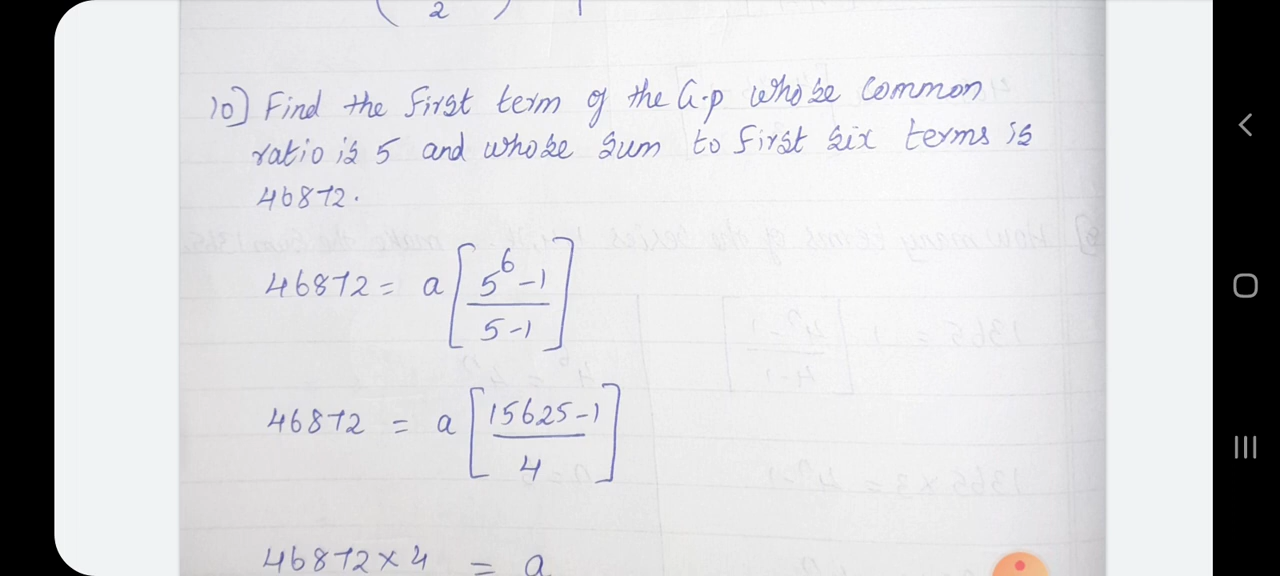 2
10] Find the first term of the G.p whose common
ratio is 5 and whose sum to first six terms is
46872.
46872 = a [ 5^6 - 1 / 5 - 1 ]
46872 = a [ 15625 - 1 / 4 ]
46872 × 4 = a